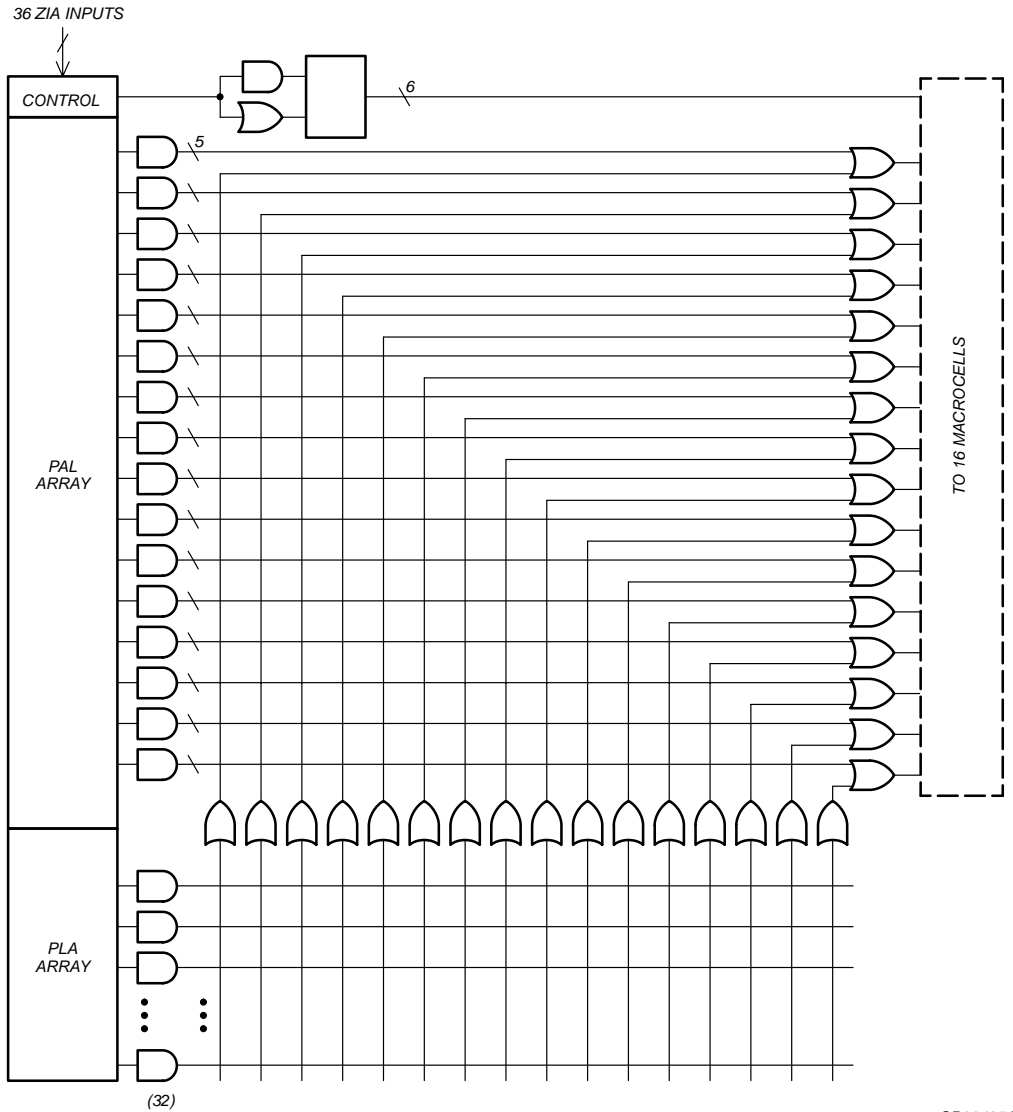 36 ZIA INPUTS
CONTROL
6
5
PAL
ARRAY
TO 16 MACROCELLS
PLA
ARRAY
(32)